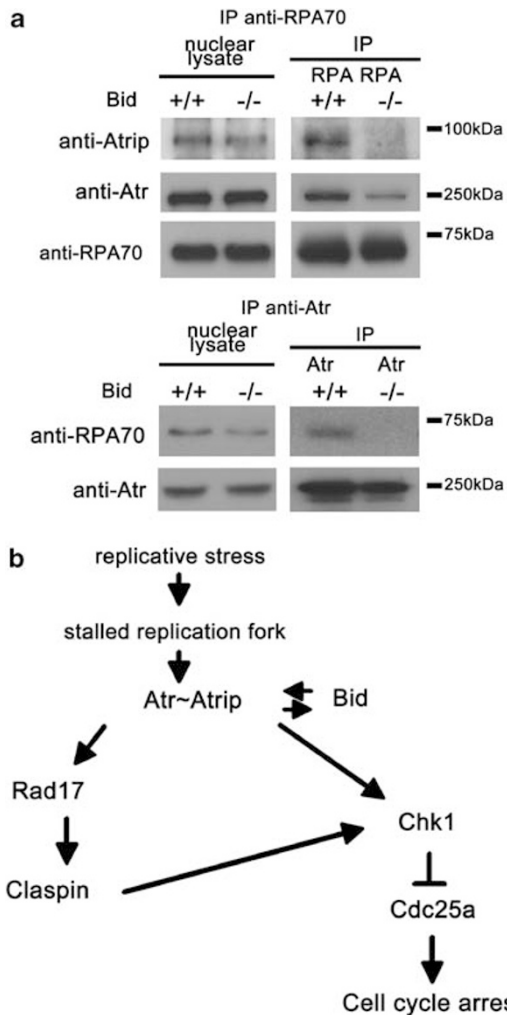 a
IP anti-RPA70
nuclear lysate
IP
RPA RPA
Bid +/+ -/- +/+ -/-
anti-Atrip
100kDa
anti-Atr
250kDa
75kDa
anti-RPA70
IP anti-Atr
nuclear lysate
IP
Atr Atr
Bid +/+ -/- +/+ -/-
75kDa
anti-RPA70
anti-Atr
250kDa
b
replicative stress
stalled replication fork
Atr~Atrip
Bid
Rad17
Chk1
Claspin
Cdc25a
Cell cycle arres